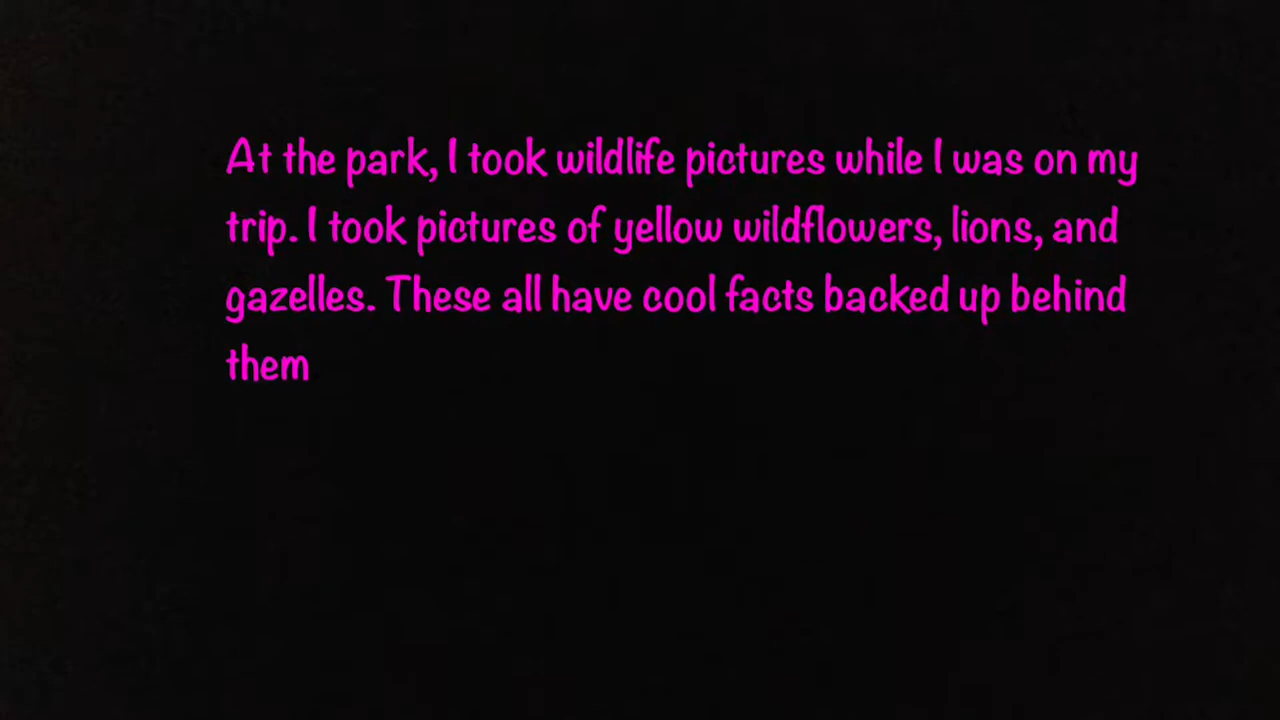 At the park, I took wildlife pictures while I was on my
trip. I took pictures of yellow wildflowers, lions, and
gazelles. These all have cool facts backed up behind
them